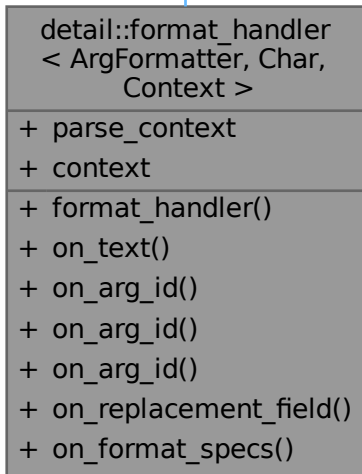 detail::format_handler
< ArgFormatter, Char,
Context >
+ parse_context
+ context
+ format_handler()
+ on_text()
+ on_arg_id()
+ on_arg_id()
+ on_arg_id()
+ on_replacement_field()
+ on_format_specs()